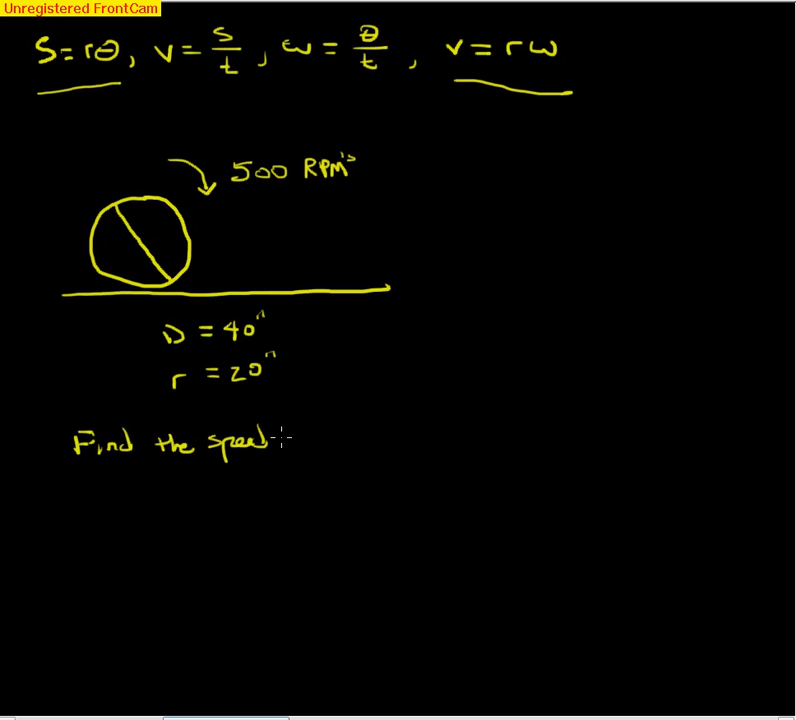 Unregistered FrontCam
S = rθ, v = s/t, ω = θ/t, v = rω
500 RPM's
D = 40"
r = 20"
Find the speed